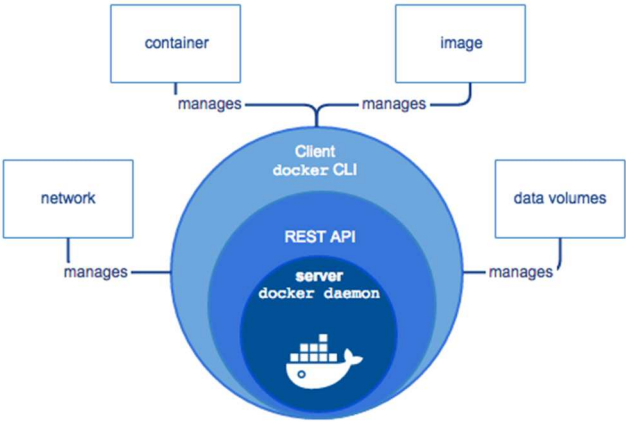 container
image
manages
manages
Client
docker CLI
network
data volumes
REST API
manages
server
manages
docker daemon